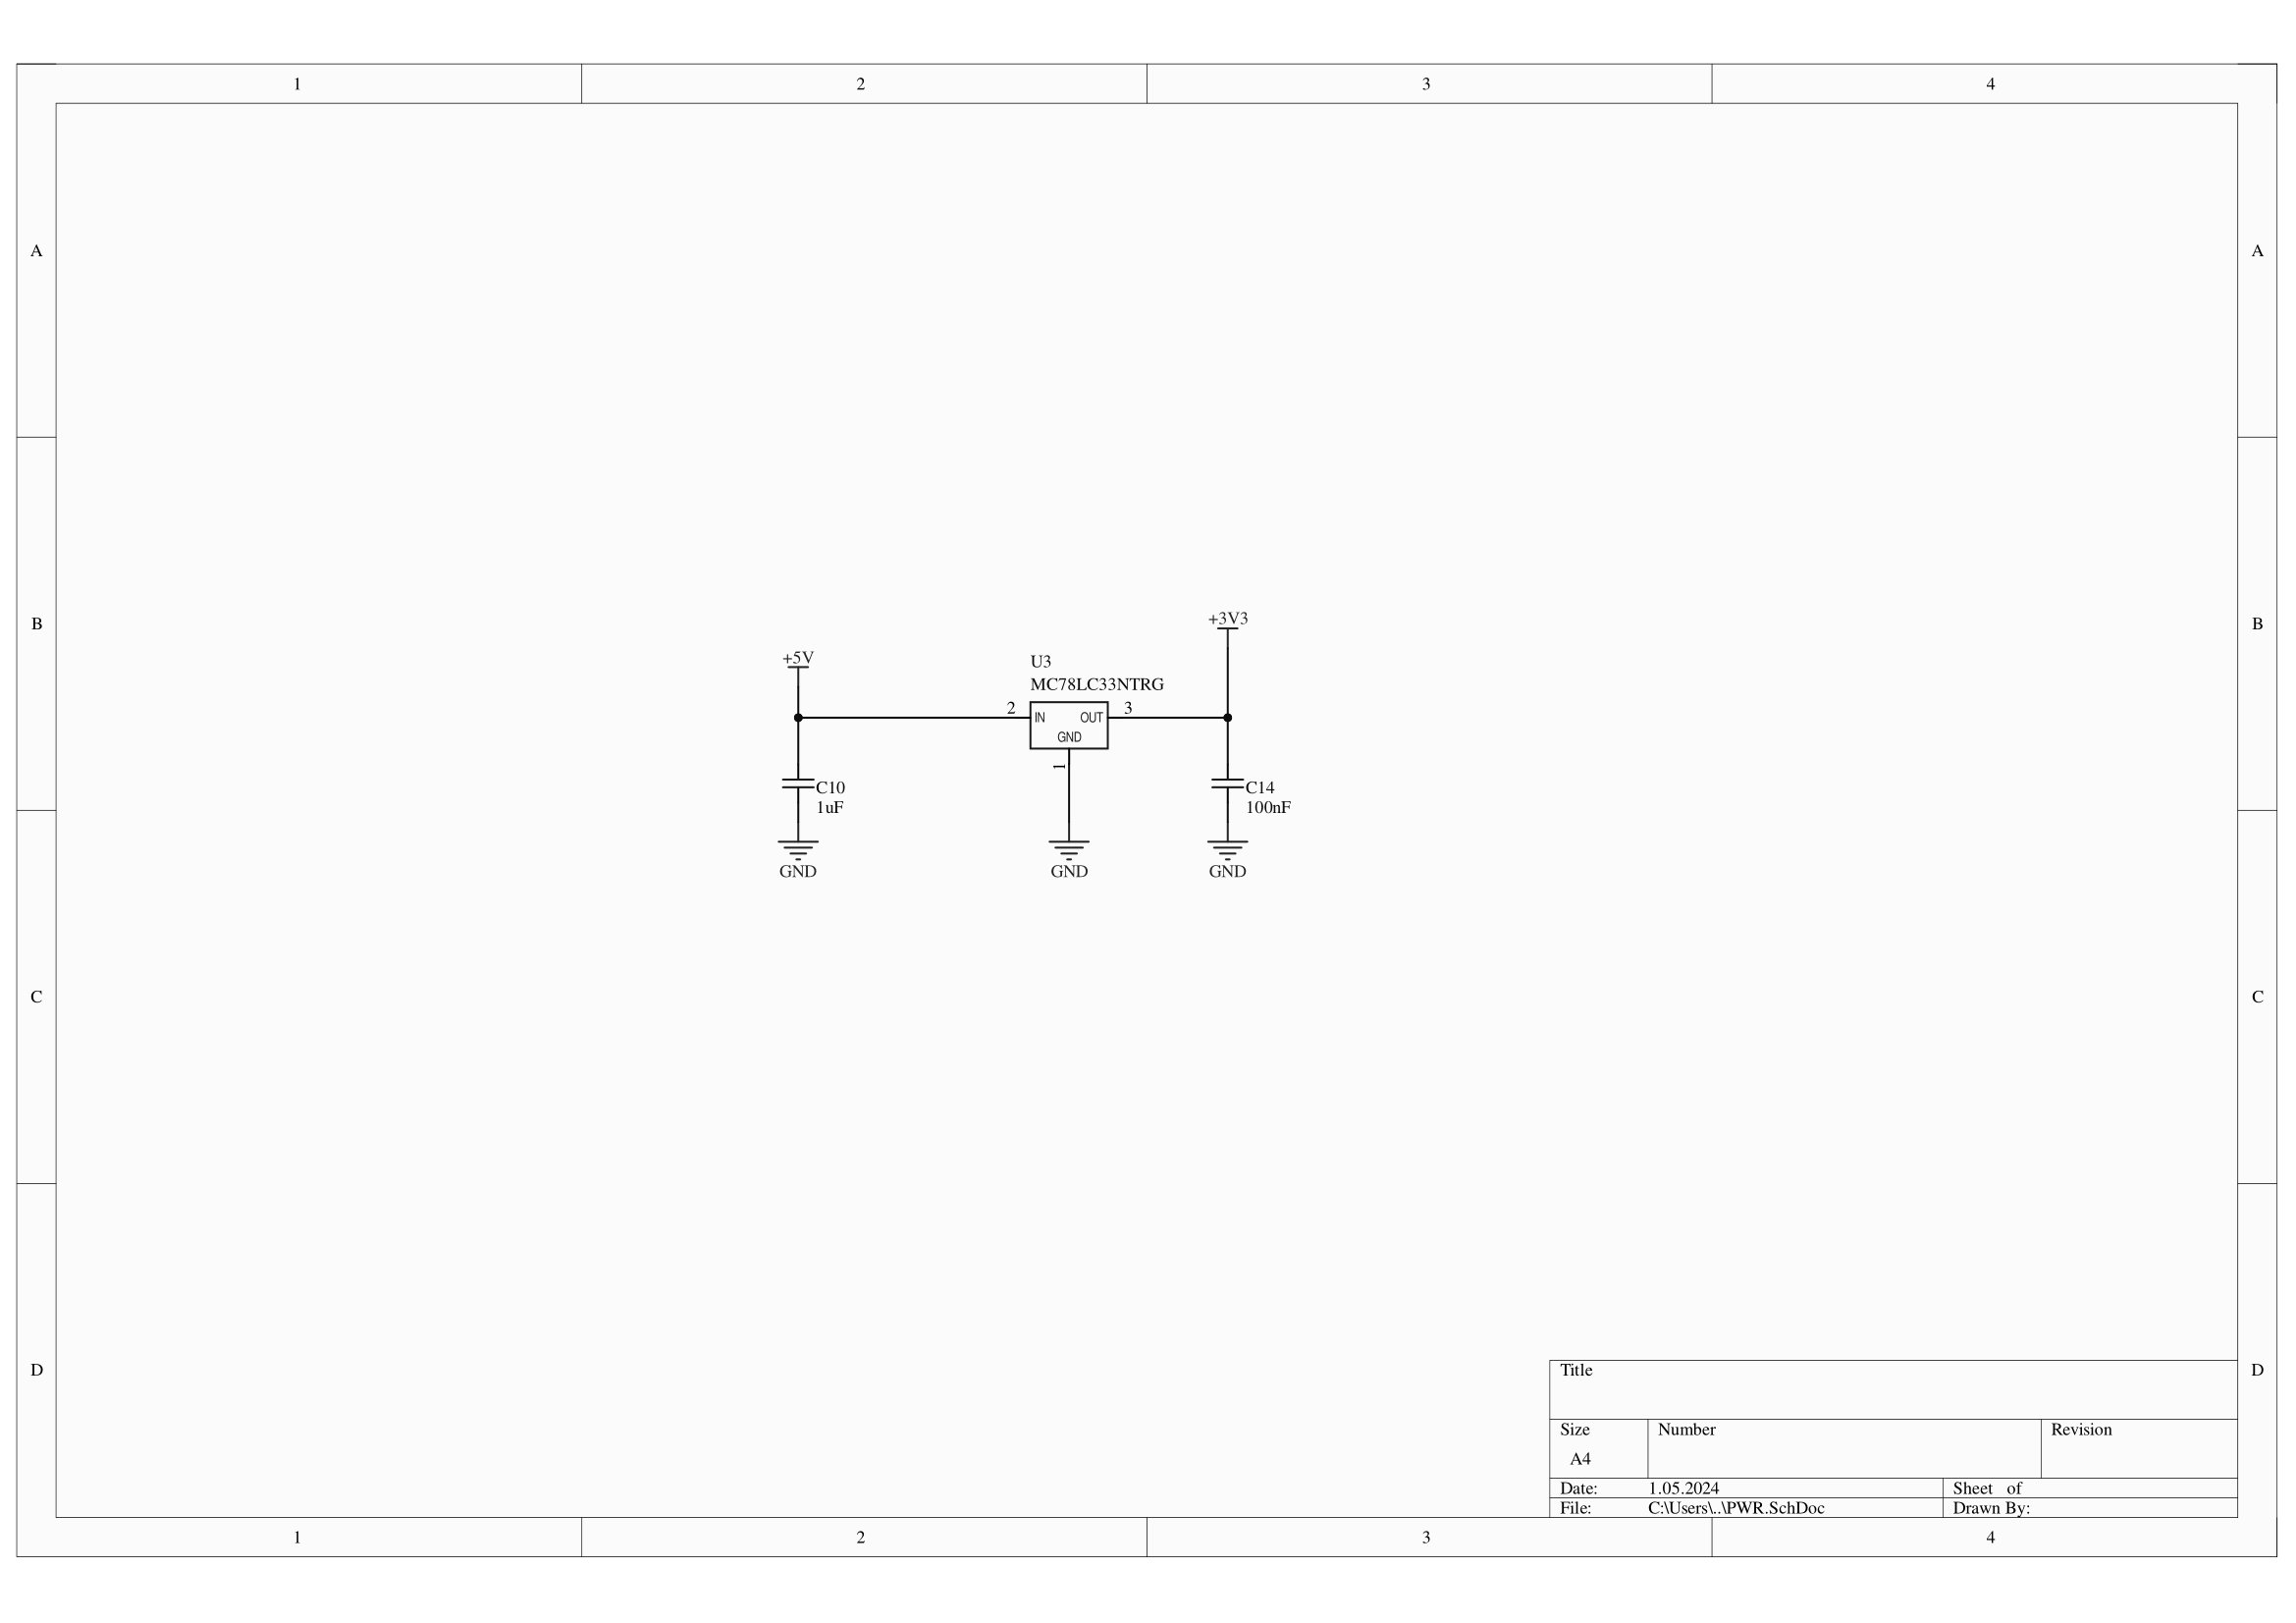 1 2 3 4
A A
+3V3
B B
+5V
U3
MC78LC33NTRG
2 IN OUT 3
GND
1
C10
1uF
C14
100nF
GND GND GND
C C
D D
Title
Size Number Revision
A4
Date: 1.05.2024 Sheet of
File: C:\Users\..\PWR.SchDoc Drawn By:
1 2 3 4